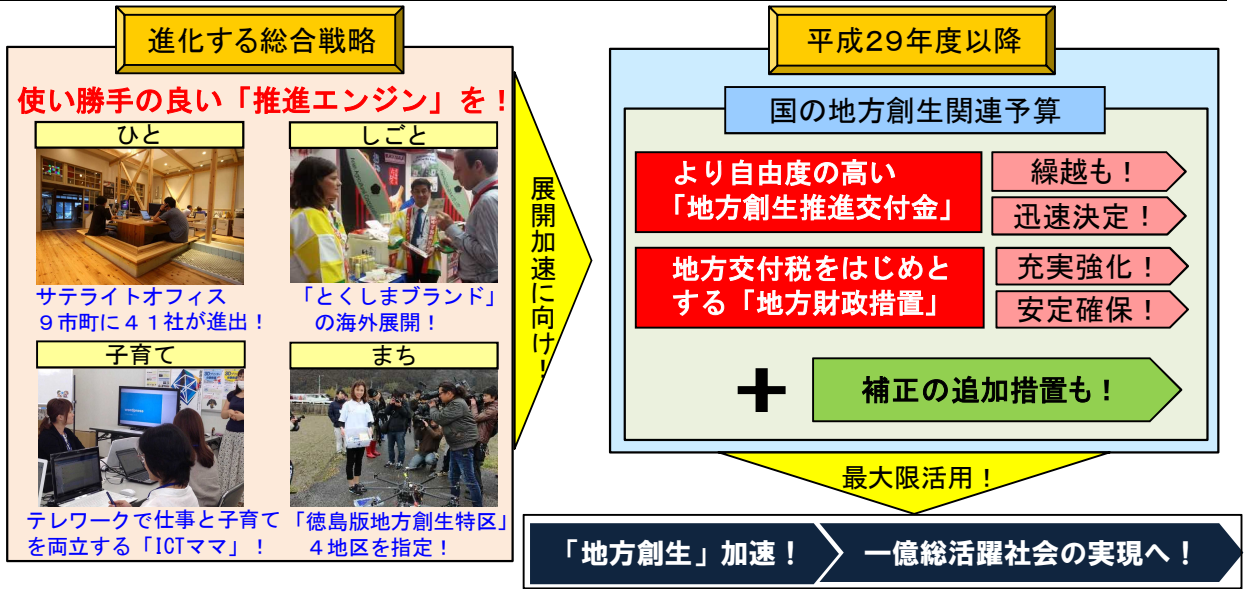 進化する総合戦略
使い勝手の良い「推進エンジン」を！
ひと
サテライトオフィス
９市町に４１社が進出！
しごと
「とくしまブランド」
の海外展開！
子育て
テレワークで仕事と子育て
を両立する「ICTママ」！
まち
「徳島版地方創生特区」
４地区を指定！
展開加速に向け！
平成２９年度以降
国の地方創生関連予算
より自由度の高い
「地方創生推進交付金」
繰越も！
迅速決定！
地方交付税をはじめと
する「地方財政措置」
充実強化！
安定確保！
＋
補正の追加措置も！
最大限活用！
「地方創生」加速！
一億総活躍社会の実現へ！